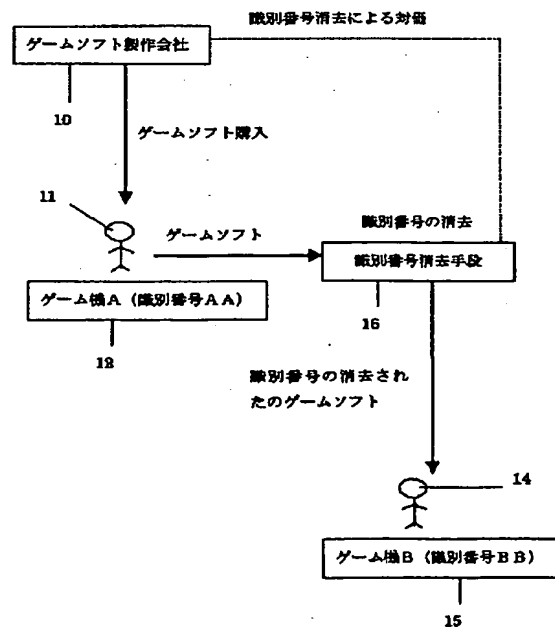 識別番号消去による対価
ゲームソフト製作会社
10
ゲームソフト購入
11
ゲームソフト
識別番号の消去
識別番号消去手段
ゲーム機A(識別番号AA)
16
12
識別番号の消去され
たのゲームソフト
14
ゲーム機B(識別番号BB)
15